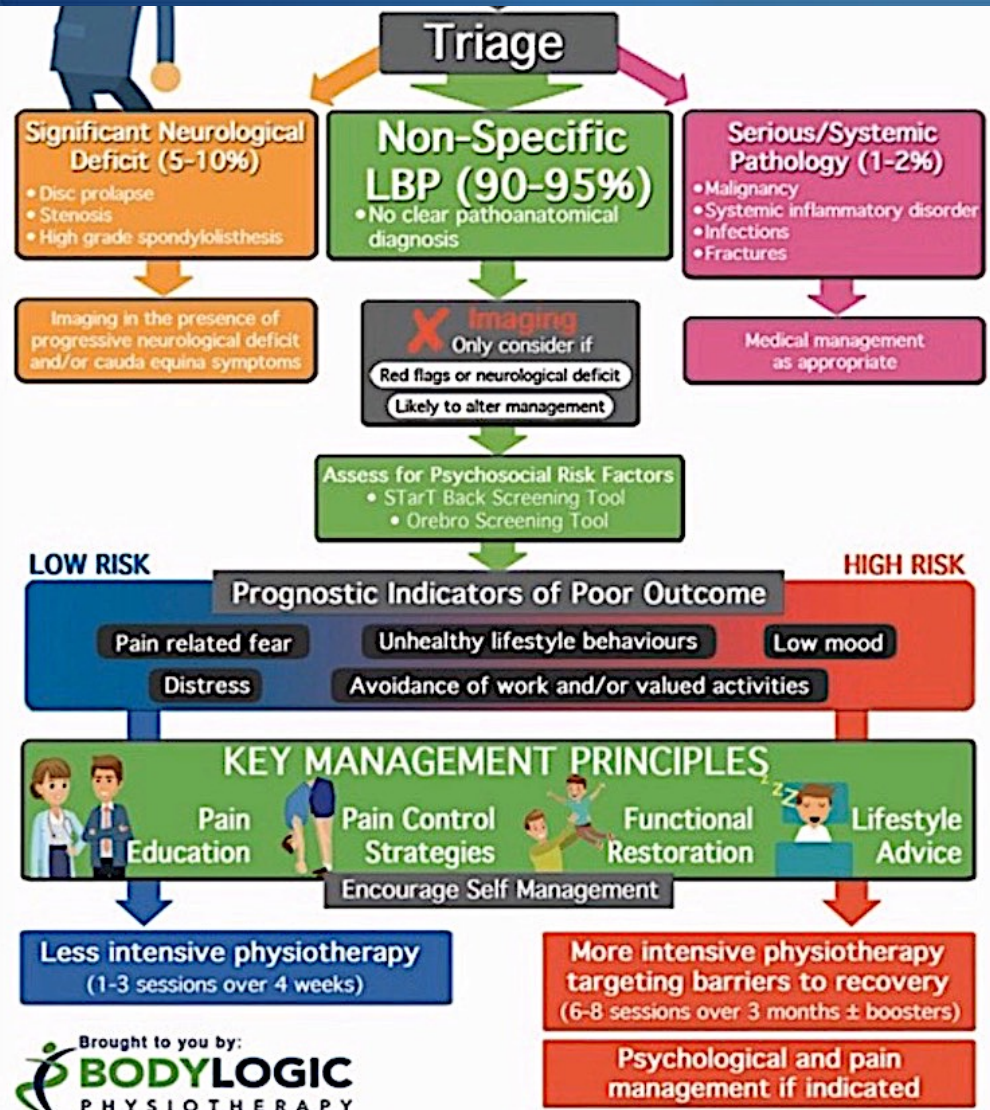 Triage
Significant Neurological
Deficit (5-10%)
• Disc prolapse
• Stenosis
• High grade spondylolisthesis
Non-Specific
LBP (90-95%)
• No clear pathoanatomical
diagnosis
Serious/Systemic
Pathology (1-2%)
• Malignancy
• Systemic inflammatory disorder
• Infections
• Fractures
Imaging in the presence of
progressive neurological deficit
and/or cauda equina symptoms
Imaging
Only consider if
Red flags or neurological deficit
Likely to alter management
Medical management
as appropriate
Assess for Psychosocial Risk Factors
• STarT Back Screening Tool
• Orebro Screening Tool
LOW RISK
HIGH RISK
Prognostic Indicators of Poor Outcome
Pain related fear
Unhealthy lifestyle behaviours
Low mood
Distress
Avoidance of work and/or valued activities
KEY MANAGEMENT PRINCIPLES
Pain
Education
Pain Control
Strategies
Functional
Restoration
zZZ
Lifestyle
Advice
Encourage Self Management
Less intensive physiotherapy
(1-3 sessions over 4 weeks)
More intensive physiotherapy
targeting barriers to recovery
(6-8 sessions over 3 months ± boosters)
Psychological and pain
management if indicated
Brought to you by:
BODYLOGIC
PHYSIOTHERAPY